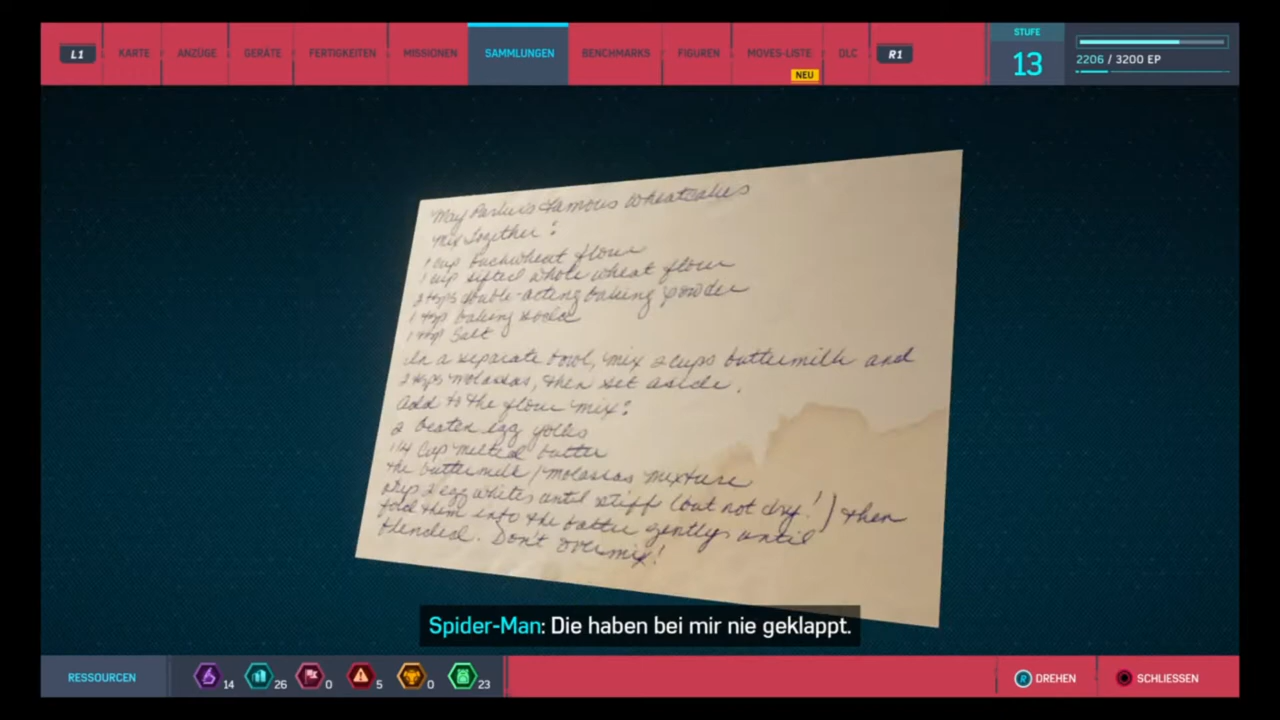 L1
KARTE
ANZÜGE
GERÄTE
FERTIGKEITEN
MISSIONEN
SAMMLUNGEN
BENCHMARKS
FIGUREN
MOVES-LISTE
NEU
DLC
R1
STUFE
13
2206 / 3200 EP
May Parker's famous wheatcakes
Mix together:
1 cup buckwheat flour
1 cup sifted whole wheat flour
2 tsps double-acting baking powder
1 tsp baking soda
1 tsp salt
In a separate bowl, mix 2 cups buttermilk and
2 tsps molassas, then set aside.
Add to the flour mix:
2 beaten egg yolks
1/4 cup melted butter
the buttermilk/molassas mixture
2 egg whites until stiff (but not dry!) then
fold them into the batter gently until
blended. Don't overmix!
Spider-Man: Die haben bei mir nie geklappt.
RESSOURCEN
14
26
0
5
0
23
R DREHEN
SCHLIESSEN